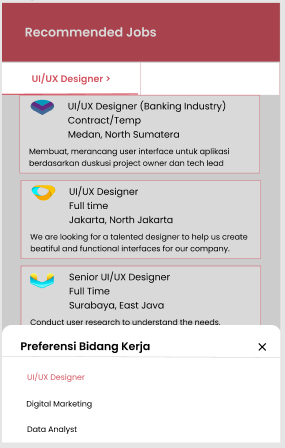 Recommended Jobs
UI/UX Designer >
UI/UX Designer (Banking Industry)
Contract/Temp
Medan, North Sumatera
Membuat, merancang user interface untuk aplikasi
berdasarkan duskusi project owner dan tech lead
UI/UX Designer
Full time
Jakarta, North Jakarta
We are looking for a talented designer to help us create
beatiful and functional interfaces for our company.
Senior UI/UX Designer
Full Time
Surabaya, East Java
Conduct user research to understand the needs,
Preferensi Bidang Kerja
UI/UX Designer
Digital Marketing
Data Analyst